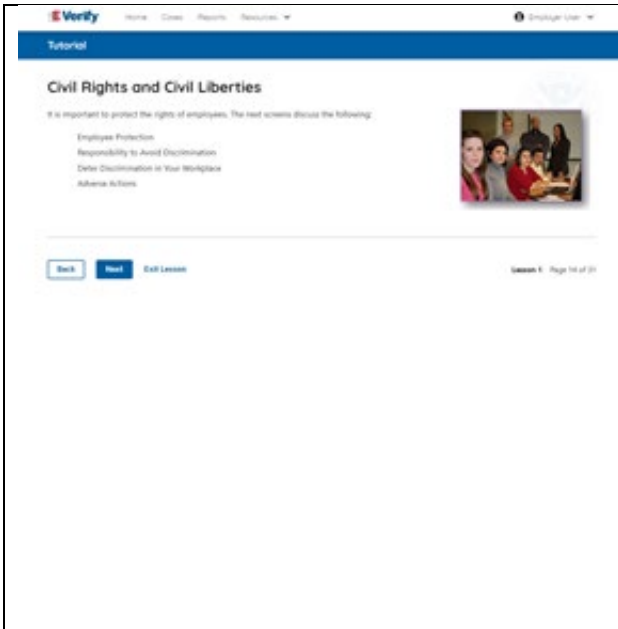 E-Verify Home Cases Reports Resources Employer User
Tutorial
Civil Rights and Civil Liberties
It is important to protect the rights of employees. The next screens discuss the following:
Employee Protection
Responsibility to Avoid Discrimination
Deter Discrimination in Your Workplace
Adverse Actions
Back Next Exit Lesson Lesson 1 Page 14 of 31